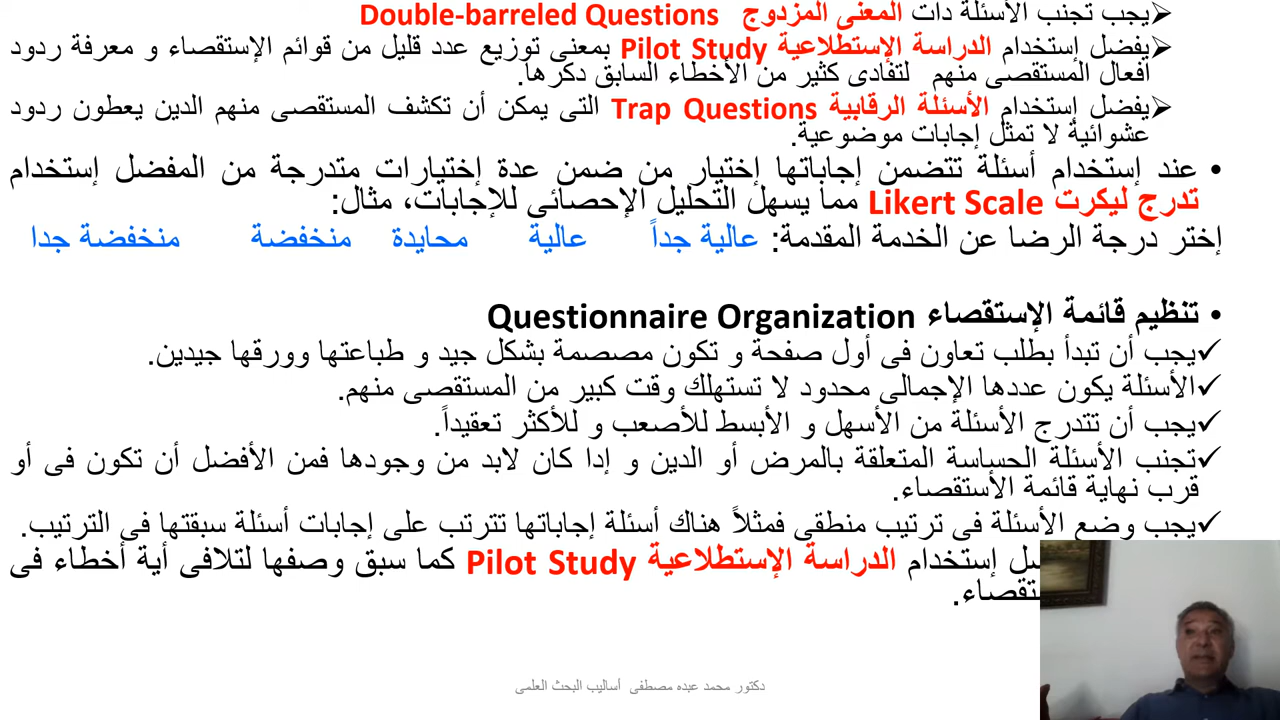 يجب تجنب الأسئلة دات المعنى المزدوج Double-barreled Questions
يفضل إستخدام الدراسة الإستطلاعية Pilot Study بمعنى توزيع عدد قليل من قوائم الإستقصاء و معرفة ردود
أفعال المستقصى منهم لتفادى كثير من الأخطاء السابق دكرها.
يفضل إستخدام الأسئلة الرقابية Trap Questions التى يمكن أن تكشف المستقصى منهم الدين يعطون ردود
عشوائية لا تمثل إجابات موضوعية.
• عند إستخدام أسئلة تتضمن إجاباتها إختيار من ضمن عدة إختيارات متدرجة من المفضل إستخدام
تدرج ليكرت Likert Scale مما يسهل التحليل الإحصائى للإجابات، مثال:
إختر درجة الرضا عن الخدمة المقدمة: عالية جداً عالية محايدة منخفضة منخفضة جدا
• تنظيم قائمة الإستقصاء Questionnaire Organization
يجب أن تبدأ بطلب تعاون فى أول صفحة و تكون مصصمة بشكل جيد و طباعتها وورقها جيدين.
الأسئلة يكون عددها الإجمالى محدود لا تستهلك وقت كبير من المستقصى منهم.
يجب أن تتدرج الأسئلة من الأسهل و الأبسط للأصعب و للأكثر تعقيداً.
تجنب الأسئلة الحساسة المتعلقة بالمرض أو الدين و إدا كان لابد من وجودها فمن الأفضل أن تكون فى أو
قرب نهاية قائمة الأستقصاء.
يجب وضع الأسئلة فى ترتيب منطقى فمثلاً هناك أسئلة إجاباتها تترتب على إجابات أسئلة سبقتها فى الترتيب.
إستخدام الدراسة الإستطلاعية Pilot Study كما سبق وصفها لتلافى أية أخطاء فى
دكتور محمد عبده مصطفى أساليب البحث العلمى